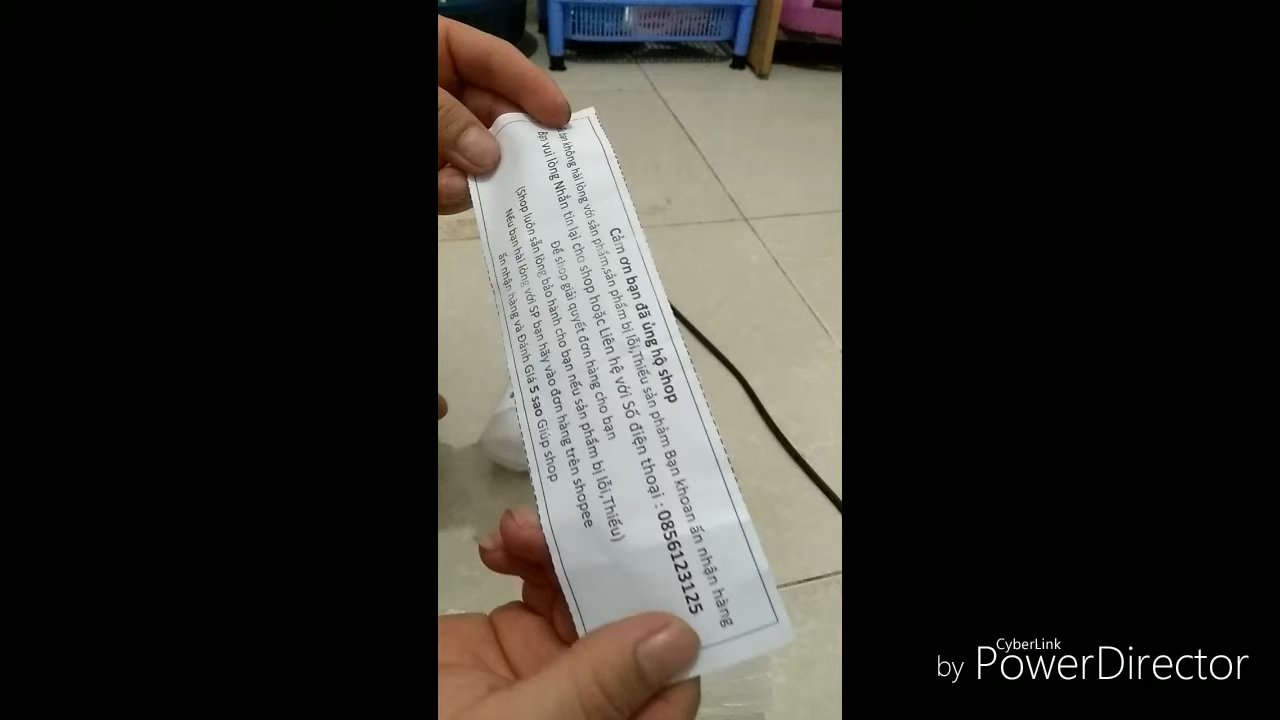 Cảm ơn bạn đã ủng hộ shop
bạn không hài lòng với sản phẩm,sản phẩm bị lỗi,Thiếu sản phẩm Bạn khoan ấn nhận hàng
Bạn vui lòng Nhắn tin lại cho shop hoặc Liên hệ với Số điện thoại : 0856123125
Để shop giải quyết đơn hàng cho bạn
(Shop luôn sẵn lòng bảo hành cho bạn nếu sản phẩm bị lỗi,Thiếu)
Nếu bạn hài lòng với SP bạn hãy vào đơn hàng trên shopee
ấn nhận hàng và Đánh Giá 5 sao Giúp shop
by CyberLink PowerDirector